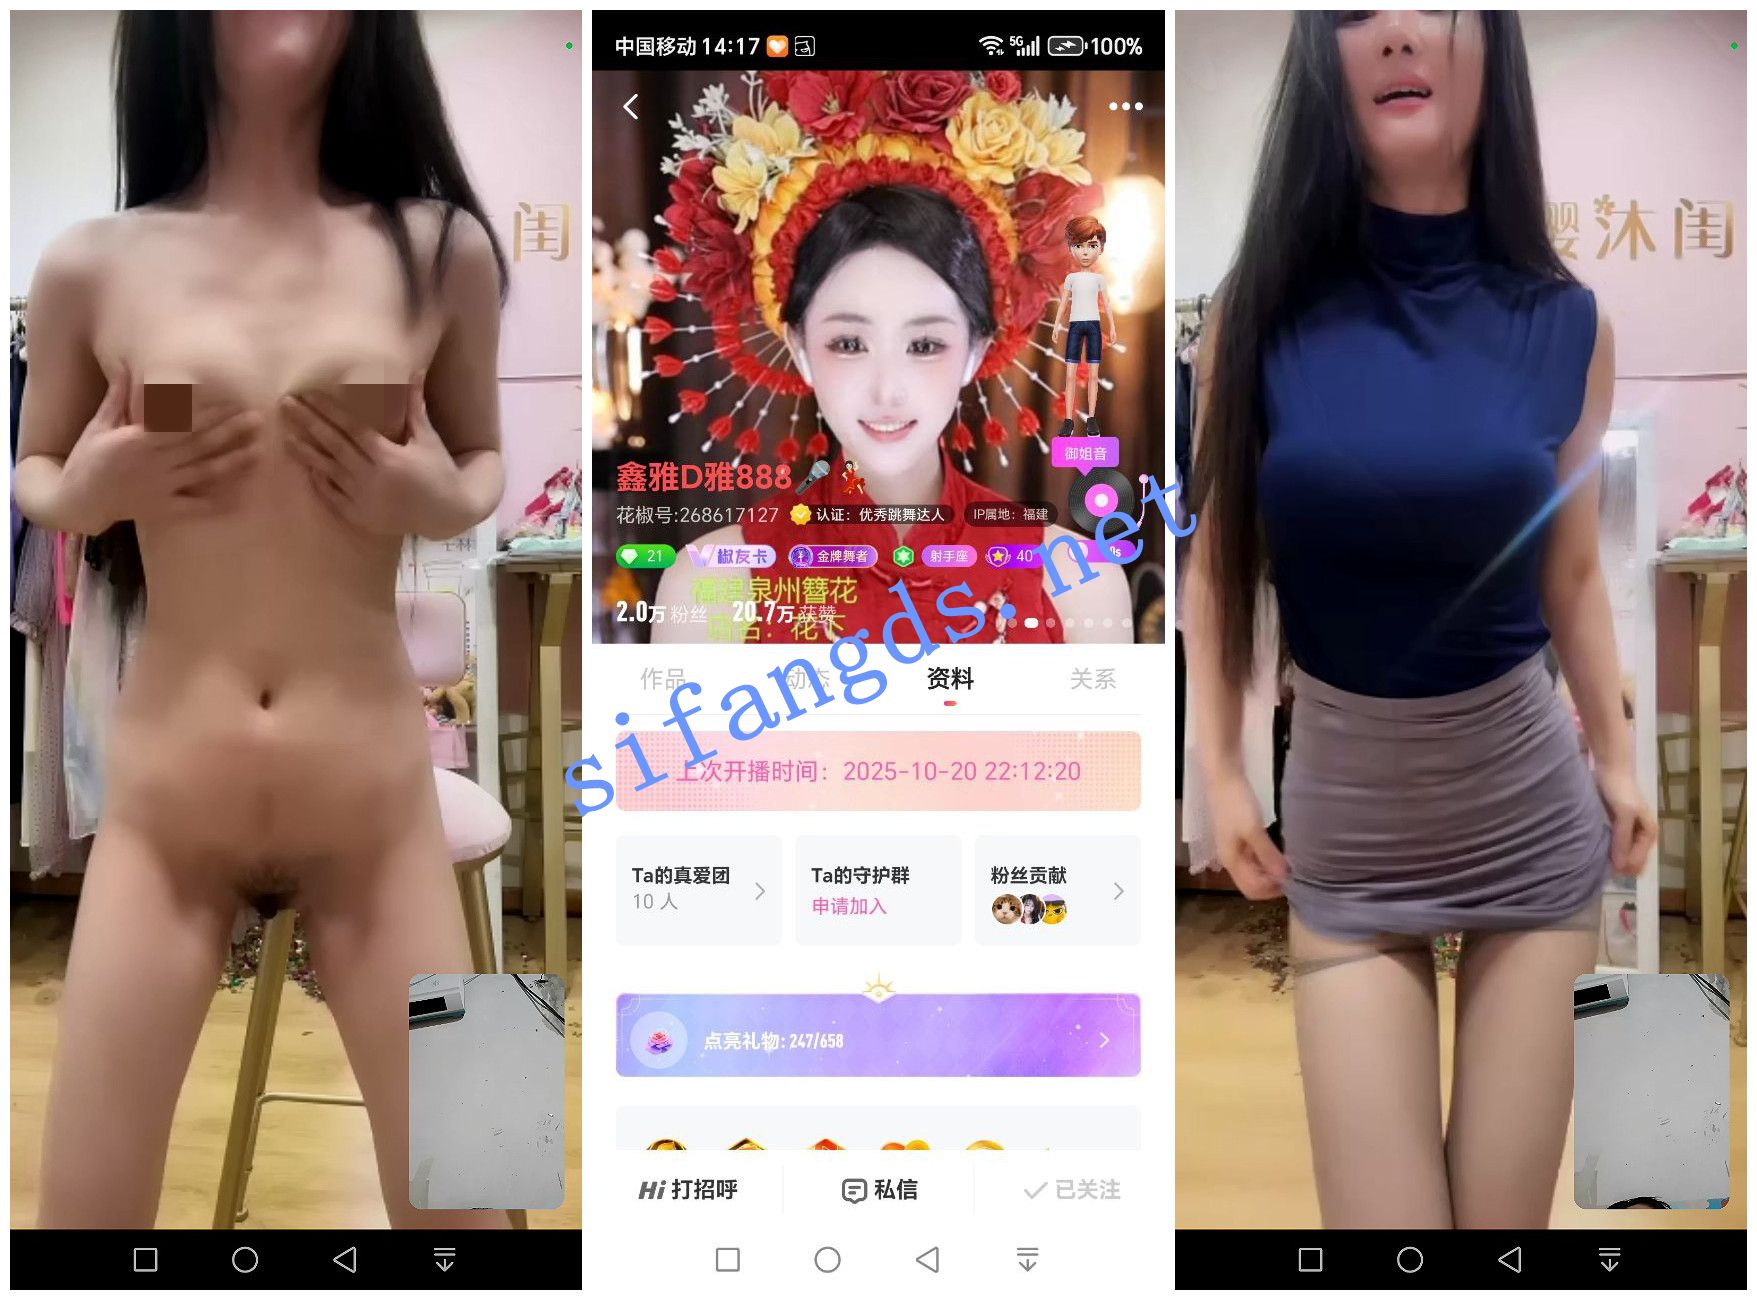 闺
中国移动 14:17
5G
100%
御姐音
鑫雅D雅888
花椒号:268617127
认证：优秀跳舞达人
IP属地：福建
21
椒友卡
金牌舞者
射手座
40
福建泉州簪花
2.0万 粉丝
20.7万 获赞
店名：花下
作品
动态
资料
关系
上次开播时间：2025-10-20 22:12:20
Ta的真爱团
10 人
Ta的守护群
申请加入
粉丝贡献
点亮礼物: 247/658
Hi 打招呼
私信
已关注
婴沐闺
sifangds.net